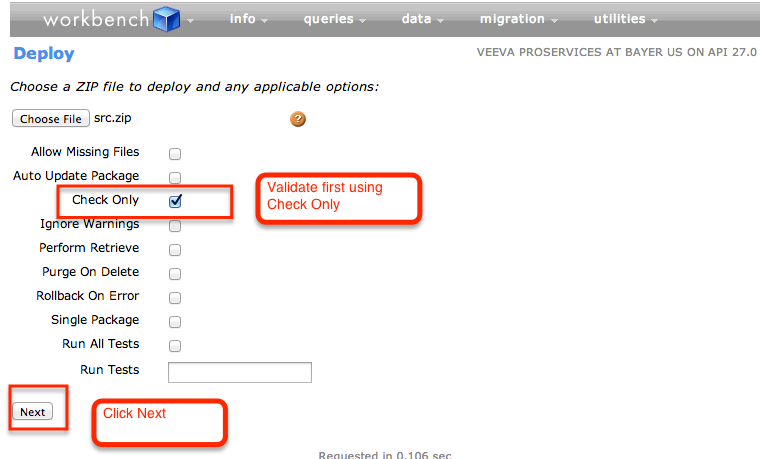 workbench info queries data migration utilities
Deploy VEEVA PROSERVICES AT BAYER US ON API 27.0
Choose a ZIP file to deploy and any applicable options:
Choose File src.zip ?
Allow Missing Files
Auto Update Package
Check Only
Validate first using
Check Only
Ignore Warnings
Perform Retrieve
Purge On Delete
Rollback On Error
Single Package
Run All Tests
Run Tests
Next
Click Next
Requested in 0.106 sec